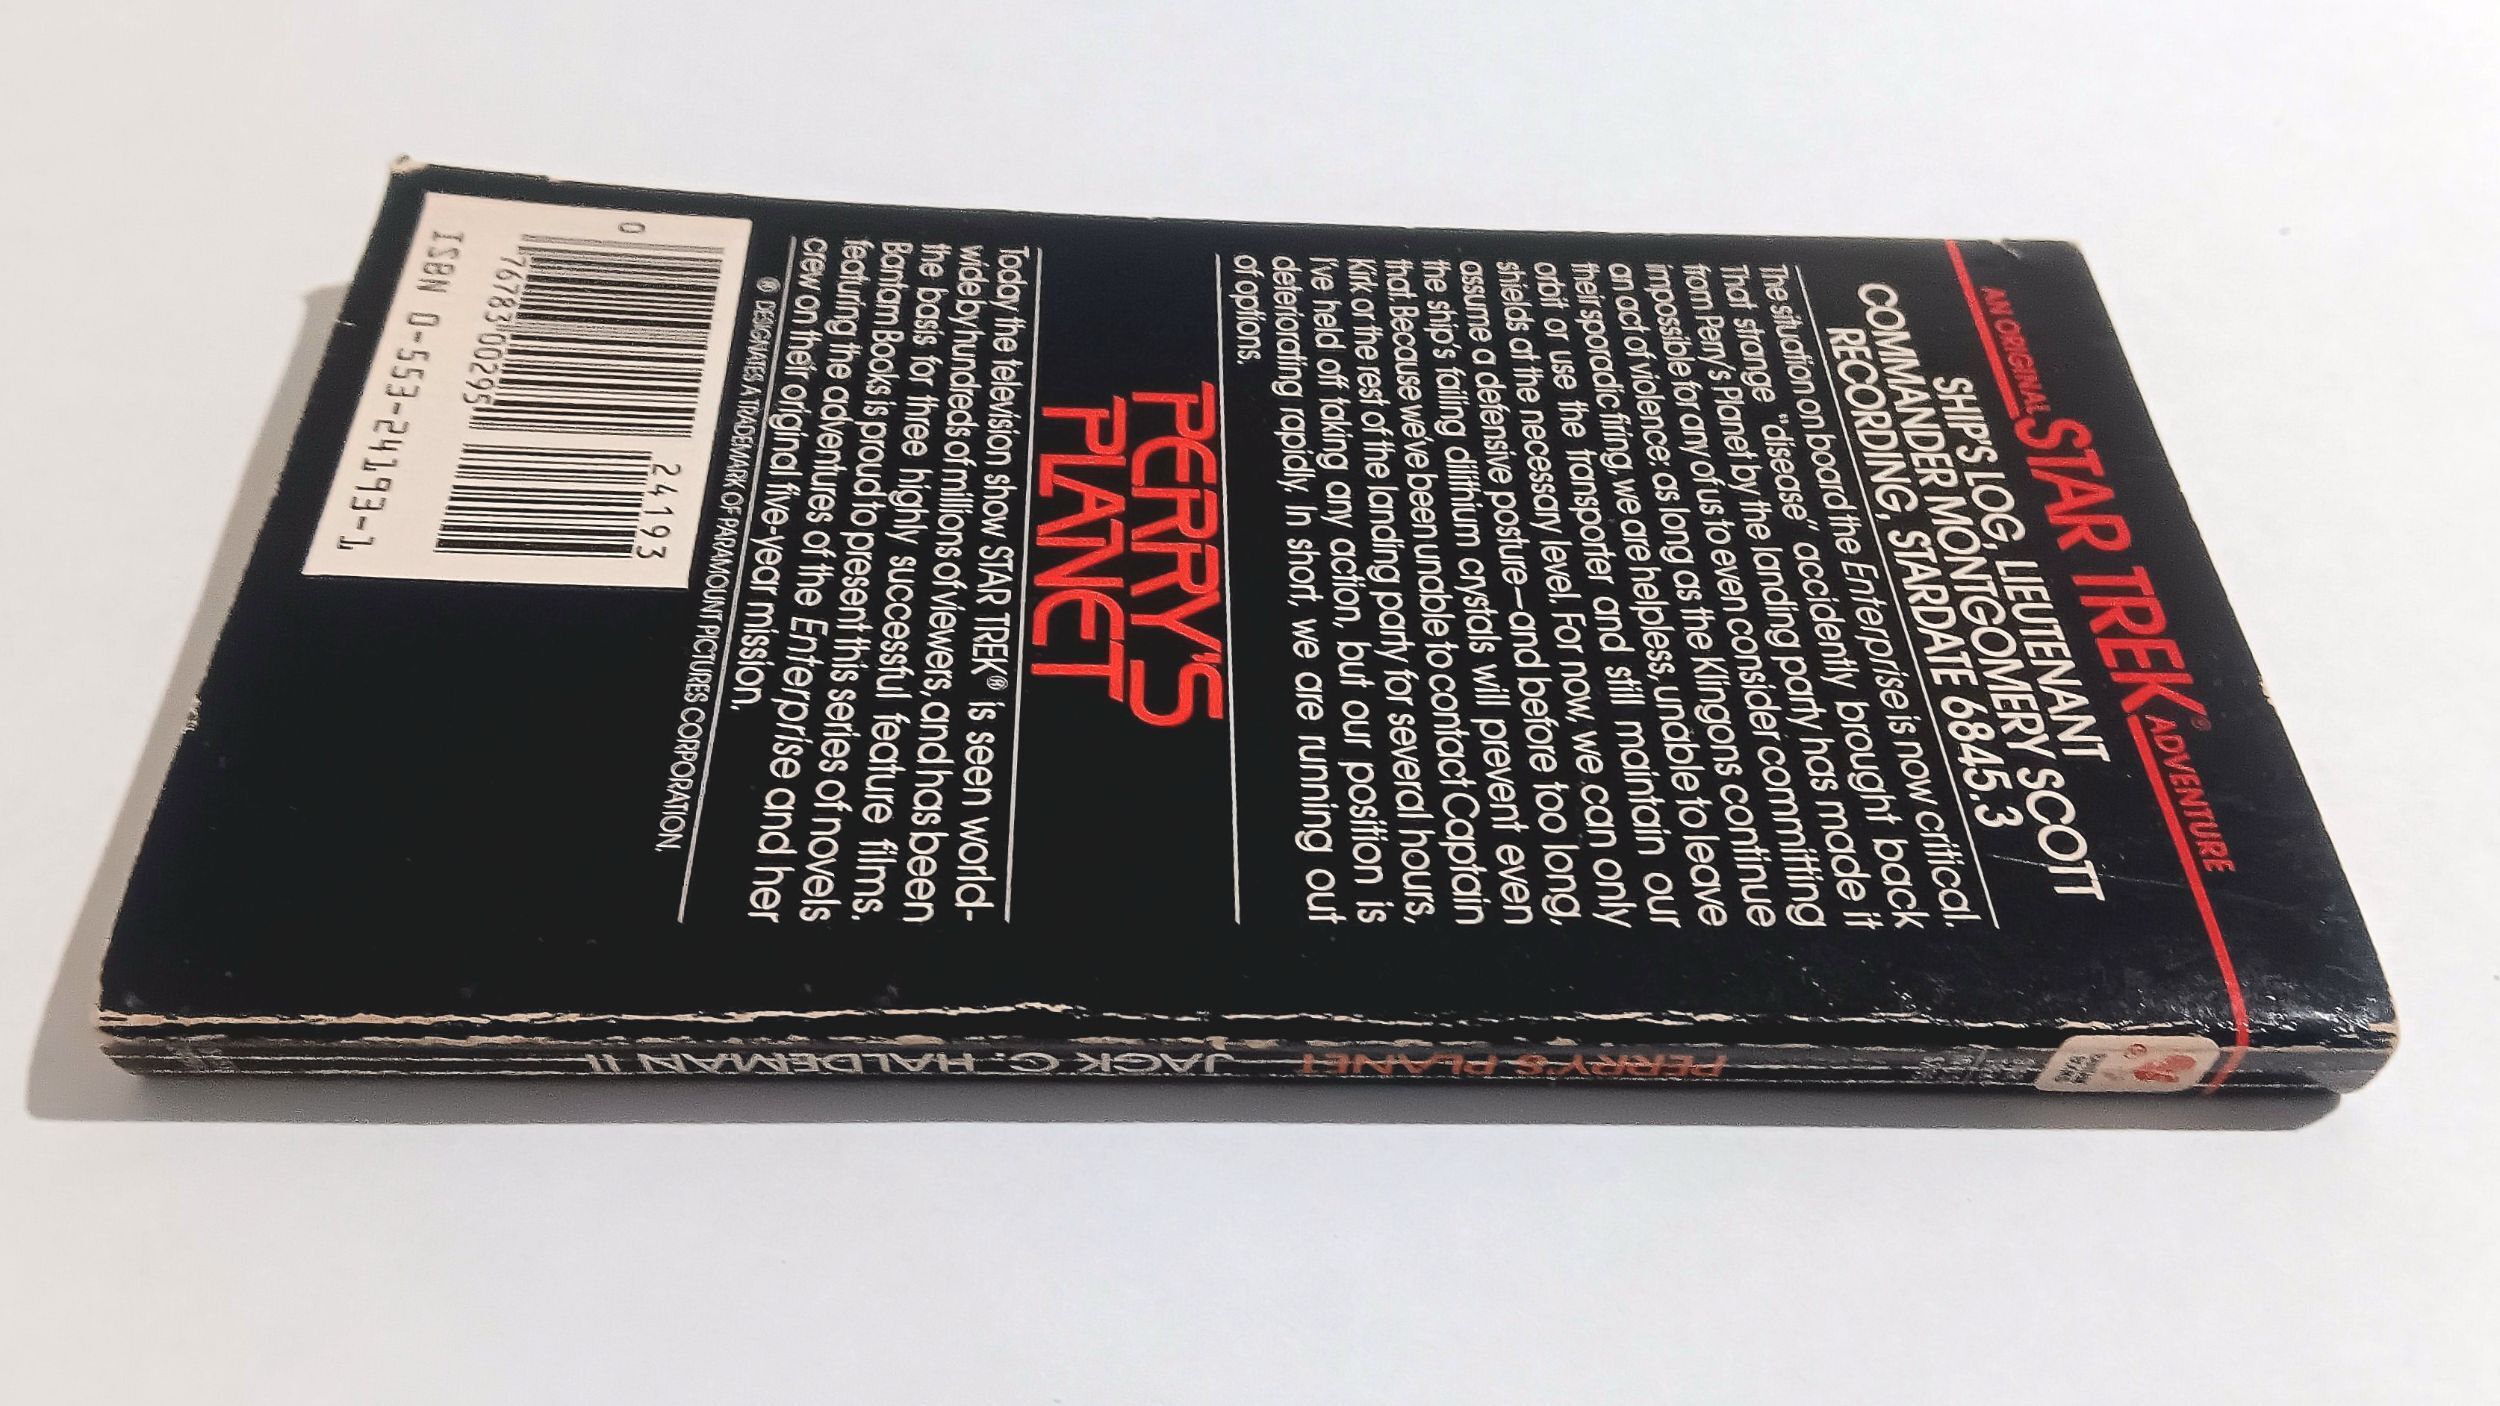 AN ORIGINAL STAR TREK® ADVENTURE
SHIP'S LOG, LIEUTENANT
COMMANDER MONTGOMERY SCOTT
RECORDING, STARDATE 6845.3
The situation on board the Enterprise is now critical.
That strange "disease" accidently brought back
from Perry's Planet by the landing party has made it
impossible for any of us to even consider committing
an act of violence: as long as the Klingons continue
their sporadic firing, we are helpless, unable to leave
orbit or use the transporter and still maintain our
shields at the necessary level. For now, we can only
assume a defensive posture—and before too long,
the ship's failing dilithium crystals will prevent even
that. Because we've been unable to contact Captain
Kirk or the rest of the landing party for several hours,
I've held off taking any action, but our position is
deteriorating rapidly. In short, we are running out
of options.
PERRY'S
PLANET
Today the television show STAR TREK® is seen world-
wide by hundreds of millions of viewers, and has been
the basis for three highly successful feature films.
Bantam Books is proud to present this series of novels
featuring the adventures of the Enterprise and her
crew on their original five-year mission.
® DESIGNATES A TRADEMARK OF PARAMOUNT PICTURES CORPORATION.
0
76783 00295
24193
ISBN 0-553-24193-1
PERRY'S PLANET
JACK C. HALDEMAN II